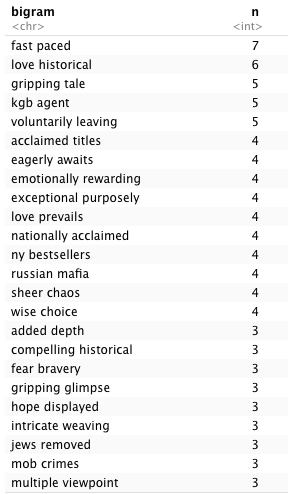 bigram n
<chr> <int>
fast paced 7
love historical 6
gripping tale 5
kgb agent 5
voluntarily leaving 5
acclaimed titles 4
eagerly awaits 4
emotionally rewarding 4
exceptional purposely 4
love prevails 4
nationally acclaimed 4
ny bestsellers 4
russian mafia 4
sheer chaos 4
wise choice 4
added depth 3
compelling historical 3
fear bravery 3
gripping glimpse 3
hope displayed 3
intricate weaving 3
jews removed 3
mob crimes 3
multiple viewpoint 3